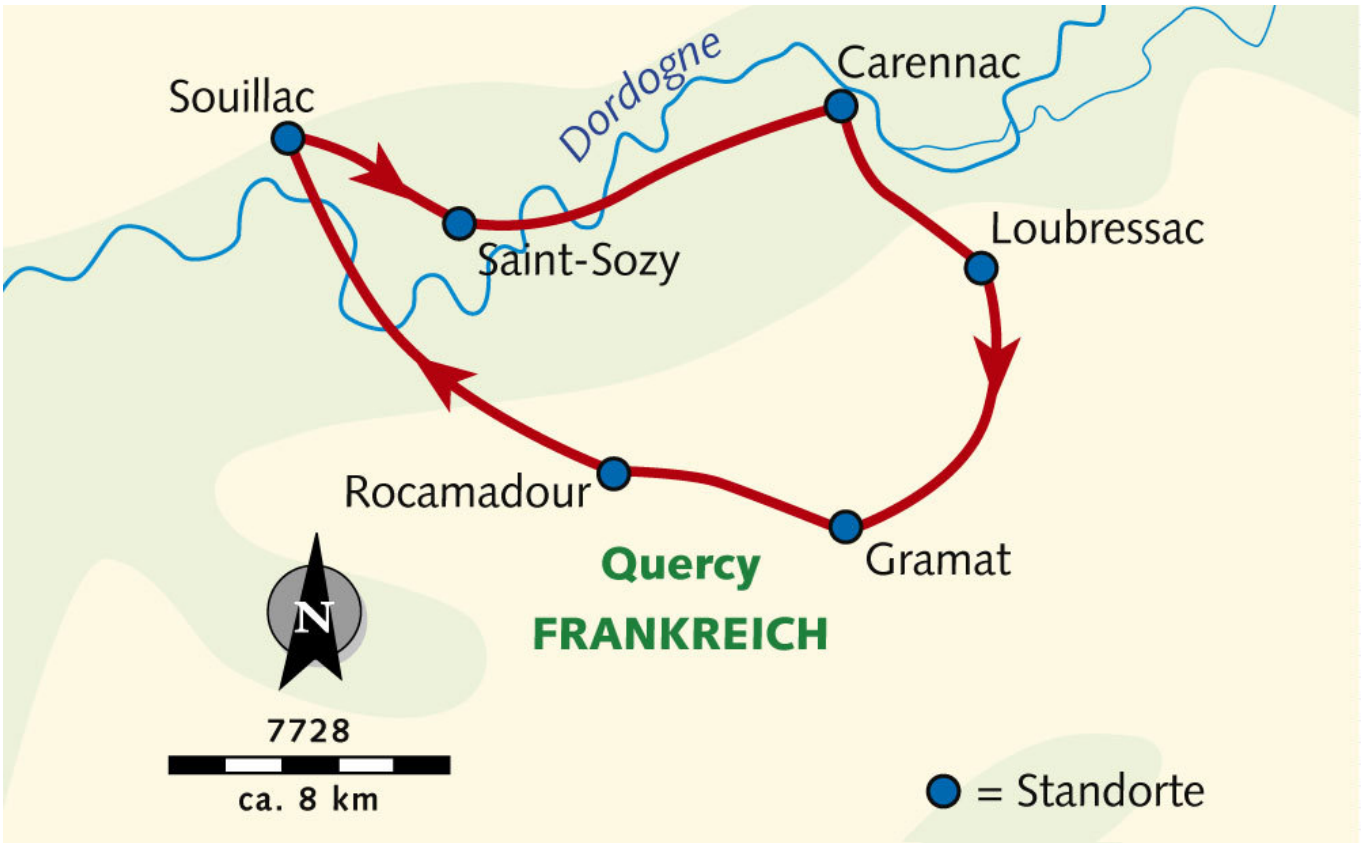 Dordogne
Carennac
Souillac
Loubressac
Saint-Sozy
Rocamadour
Gramat
Quercy
FRANKREICH
N
7728
ca. 8 km
= Standorte